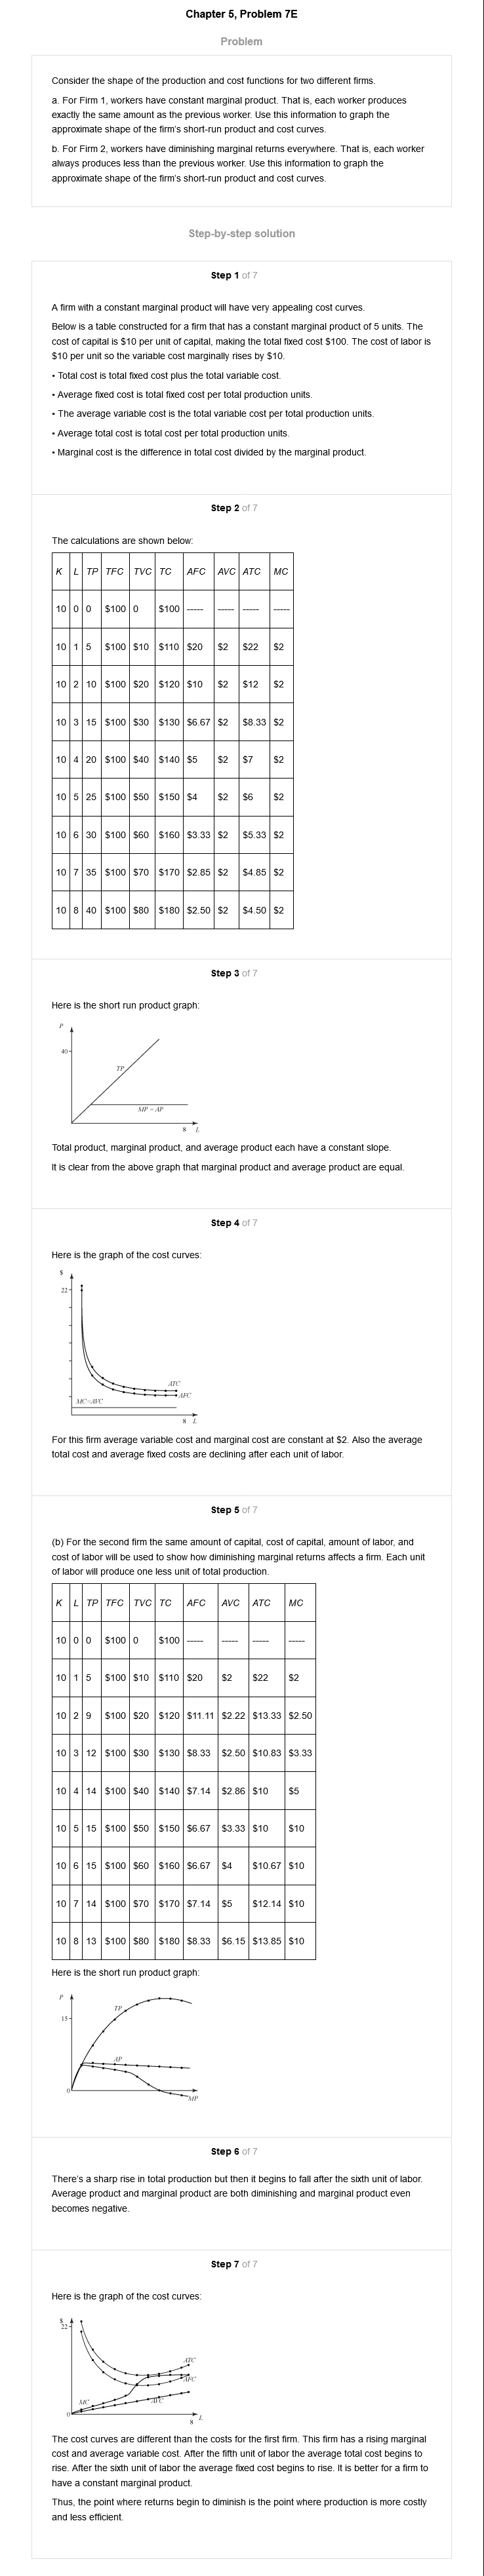 Chapter 5, Problem 7E
Problem
Consider the shape of the production and cost functions for two different firms.
a. For Firm 1, workers have constant marginal product. That is, each worker produces
exactly the same amount as the previous worker. Use this information to graph the
approximate shape of the firm's short-run product and cost curves.
b. For Firm 2, workers have diminishing marginal returns everywhere. That is, each worker
always produces less than the previous worker. Use this information to graph the
approximate shape of the firm's short-run product and cost curves.
Step-by-step solution
Step 1 of 7
A firm with a constant marginal product will have very appealing cost curves.
Below is a table constructed for a firm that has a constant marginal product of 5 units. The
cost of capital is $10 per unit of capital, making the total fixed cost $100. The cost of labor is
$10 per unit so the variable cost marginally rises by $10.
• Total cost is total fixed cost plus the total variable cost.
• Average fixed cost is total fixed cost per total production units.
• The average variable cost is the total variable cost per total production units.
• Average total cost is total cost per total production units.
• Marginal cost is the difference in total cost divided by the marginal product.
Step 2 of 7
The calculations are shown below:
K L TP TFC TVC TC AFC AVC ATC MC
10 0 0 $100 0 $100 ----- ----- ----- -----
10 1 5 $100 $10 $110 $20 $2 $22 $2
10 2 10 $100 $20 $120 $10 $2 $12 $2
10 3 15 $100 $30 $130 $6.67 $2 $8.33 $2
10 4 20 $100 $40 $140 $5 $2 $7 $2
10 5 25 $100 $50 $150 $4 $2 $6 $2
10 6 30 $100 $60 $160 $3.33 $2 $5.33 $2
10 7 35 $100 $70 $170 $2.85 $2 $4.85 $2
10 8 40 $100 $80 $180 $2.50 $2 $4.50 $2
Step 3 of 7
Here is the short run product graph:
P
40
TP
MP = AP
8 L
Total product, marginal product, and average product each have a constant slope.
It is clear from the above graph that marginal product and average product are equal.
Step 4 of 7
Here is the graph of the cost curves:
$
22
ATC
AFC
MC=AVC
8 L
For this firm average variable cost and marginal cost are constant at $2. Also the average
total cost and average fixed costs are declining after each unit of labor.
Step 5 of 7
(b) For the second firm the same amount of capital, cost of capital, amount of labor, and
cost of labor will be used to show how diminishing marginal returns affects a firm. Each unit
of labor will produce one less unit of total production.
K L TP TFC TVC TC AFC AVC ATC MC
10 0 0 $100 0 $100 ----- ----- ----- -----
10 1 5 $100 $10 $110 $20 $2 $22 $2
10 2 9 $100 $20 $120 $11.11 $2.22 $13.33 $2.50
10 3 12 $100 $30 $130 $8.33 $2.50 $10.83 $3.33
10 4 14 $100 $40 $140 $7.14 $2.86 $10 $5
10 5 15 $100 $50 $150 $6.67 $3.33 $10 $10
10 6 15 $100 $60 $160 $6.67 $4 $10.67 $10
10 7 14 $100 $70 $170 $7.14 $5 $12.14 $10
10 8 13 $100 $80 $180 $8.33 $6.15 $13.85 $10
Here is the short run product graph:
P
15
TP
AP
0
MP
Step 6 of 7
There's a sharp rise in total production but then it begins to fall after the sixth unit of labor.
Average product and marginal product are both diminishing and marginal product even
becomes negative.
Step 7 of 7
Here is the graph of the cost curves:
$
22
ATC
AFC
MC
0
8 L
The cost curves are different than the costs for the first firm. This firm has a rising marginal
cost and average variable cost. After the fifth unit of labor the average total cost begins to
rise. After the sixth unit of labor the average fixed cost begins to rise. It is better for a firm to
have a constant marginal product.
Thus, the point where returns begin to diminish is the point where production is more costly
and less efficient.